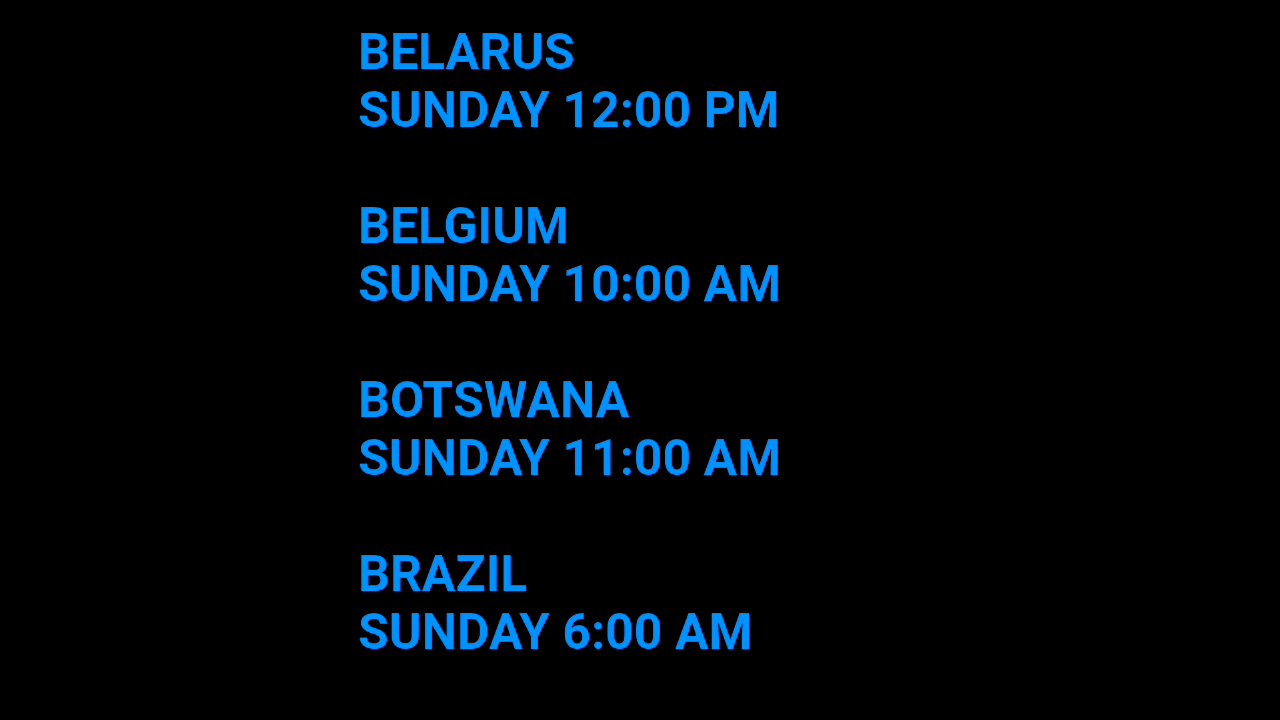 BELARUS
SUNDAY 12:00 PM
BELGIUM
SUNDAY 10:00 AM
BOTSWANA
SUNDAY 11:00 AM
BRAZIL
SUNDAY 6:00 AM